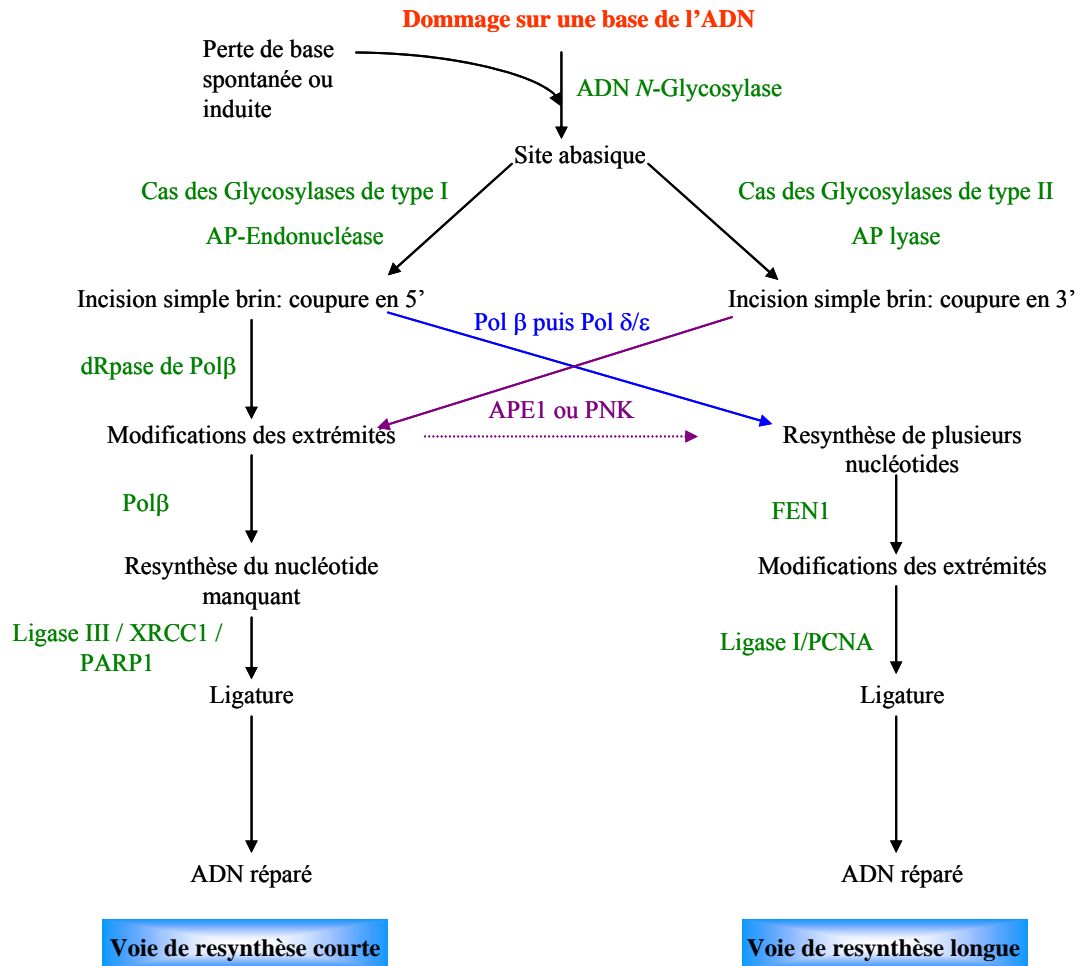 Dommage sur une base de l’ADN
Perte de base
spontanée ou
induite
ADN N-Glycosylase
Site abasique
Cas des Glycosylases de type I
AP-Endonucléase
Cas des Glycosylases de type II
AP lyase
Incision simple brin: coupure en 5’
Incision simple brin: coupure en 3’
Pol β puis Pol δ/ε
dRpase de Polβ
APE1 ou PNK
Modifications des extrémités
Resynthèse de plusieurs
nucléotides
Polβ
FEN1
Resynthèse du nucléotide
manquant
Modifications des extrémités
Ligase III / XRCC1 /
PARP1
Ligase I/PCNA
Ligature
Ligature
ADN réparé
ADN réparé
Voie de resynthèse courte
Voie de resynthèse longue